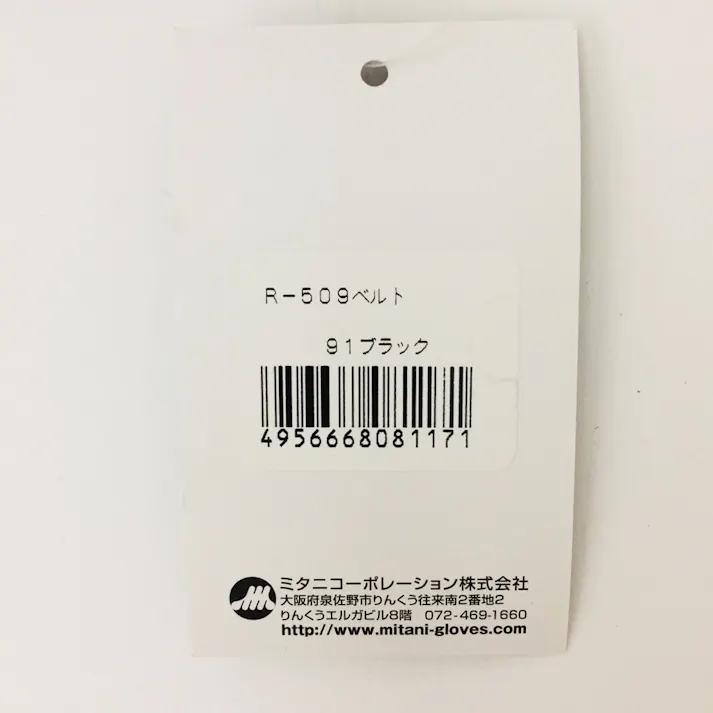 R-509ベルト
91ブラック
4956668081171
ミタニコーポレーション株式会社
大阪府泉佐野市りんくう往来南2番地2
りんくうエルガビル8階 072-469-1660
http://www.mitani-gloves.com